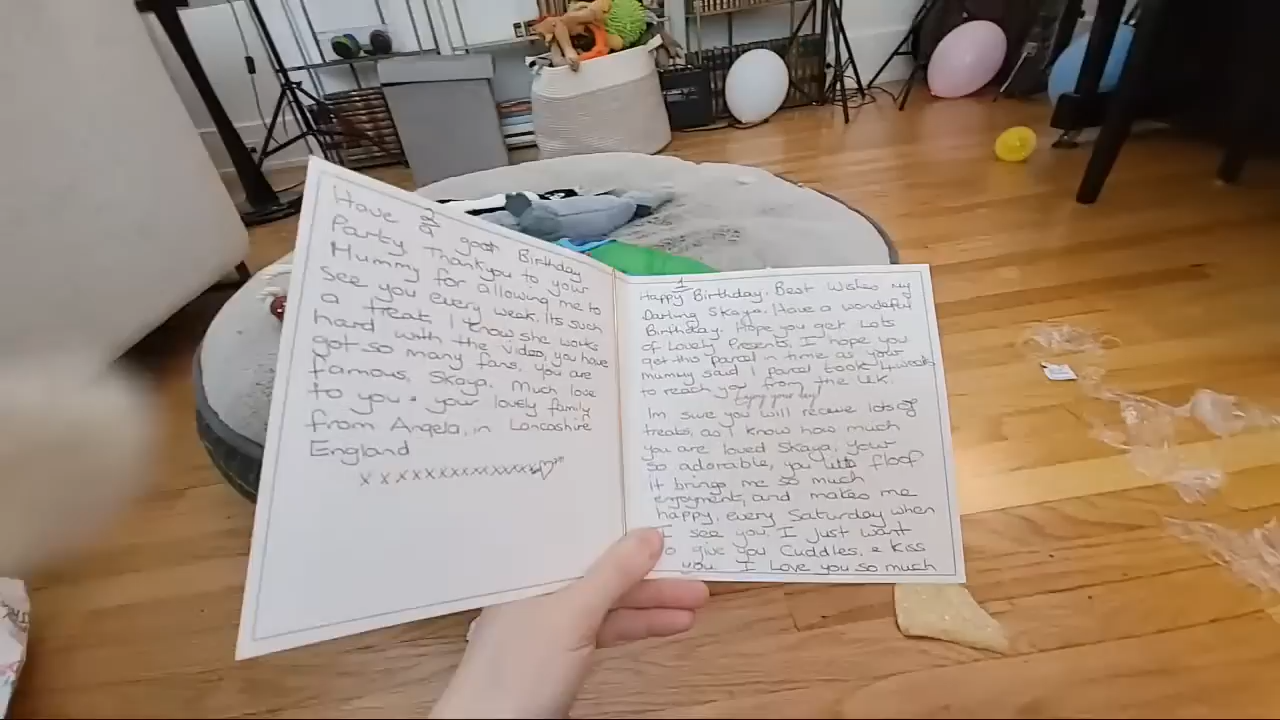 1
Happy Birthday. Best Wishes my
Darling Skaya. Have a wonderful
Birthday. Hope you get Lots
of Lovely Presents. I hope you
get this Parcel in time as your
mummy said 1 parcel took 4 weeks
to reach you from the UK.
Enjoy your day!
Im sure you will receive lots of
treats, as I know how much
you are loved Skaya, your
so adorable, you little floof
it brings me so much
enjoyment, and makes me
happy, every Saturday when
I see you. I just want
to give you Cuddles, & Kiss
you. I Love you so much
2
Have a good Birthday
Party. Thankyou to your
Mummy for allowing me to
see you every weak. Its such
a treat. I know she works
hard with the video, you have
got so many fans, you are
famous, Skaya. Much love
to you & your lovely family
from Angela, in Lancashire
England
xxxxxxxxxxxxxxx